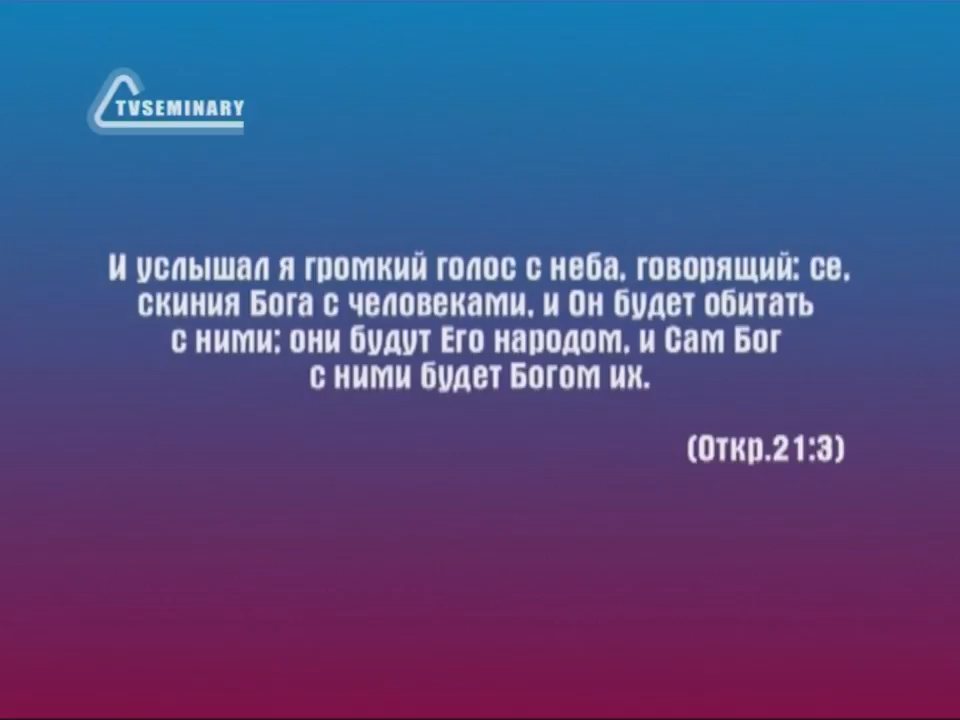 TVSEMINARY
И услышал я громкий голос с неба, говорящий: се,
скиния Бога с человеками, и Он будет обитать
с ними; они будут Его народом, и Сам Бог
с ними будет Богом их.
(Откр.21:3)